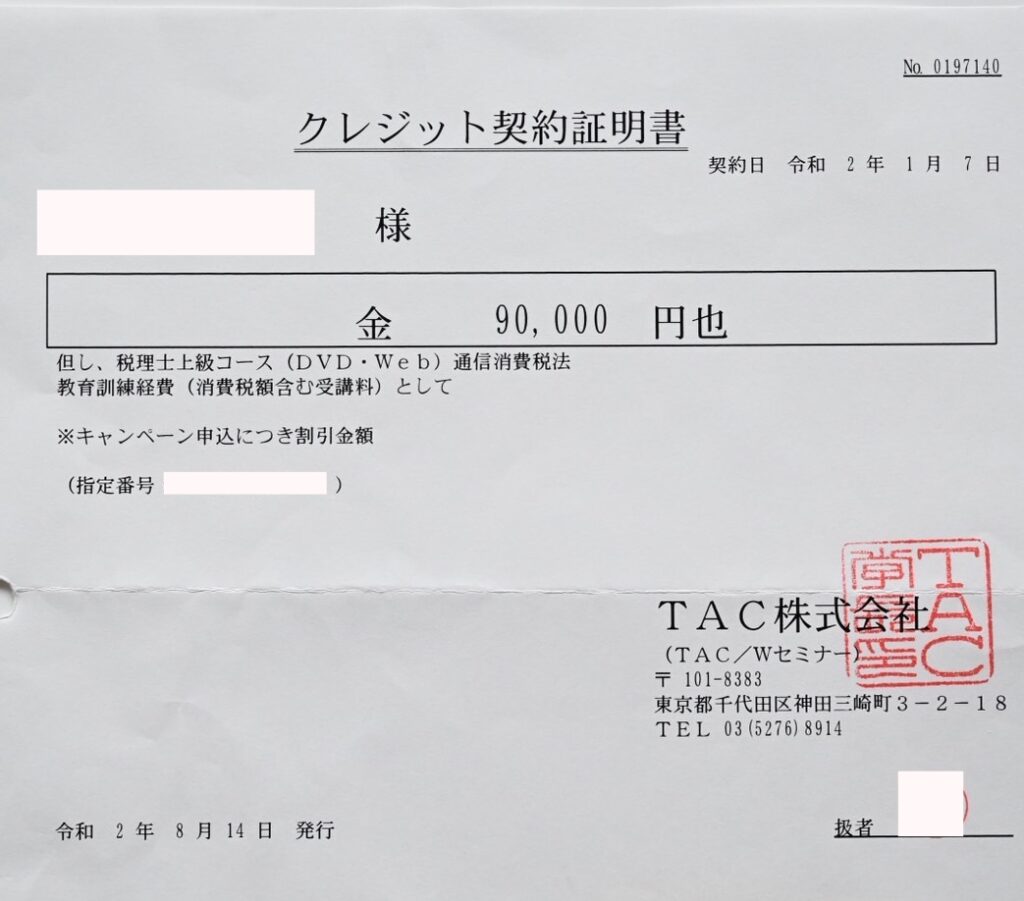 No. 0197140
クレジット契約証明書
契約日 令和 2 年 1 月 7 日
様
金 90,000 円也
但し、税理士上級コース（DVD・Web）通信消費税法
教育訓練経費（消費税額含む受講料）として
※キャンペーン申込につき割引金額
（指定番号 ）
TAC株式会社
（TAC／Wセミナー）
〒 101-8383
東京都千代田区神田三崎町３－２－１８
TEL 03(5276)8914
TAC
令和 2 年 8 月 14 日 発行
扱者